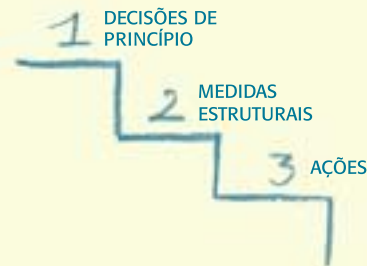 1 DECISÕES DE
PRINCÍPIO
2 MEDIDAS
ESTRUTURAIS
3 AÇÕES